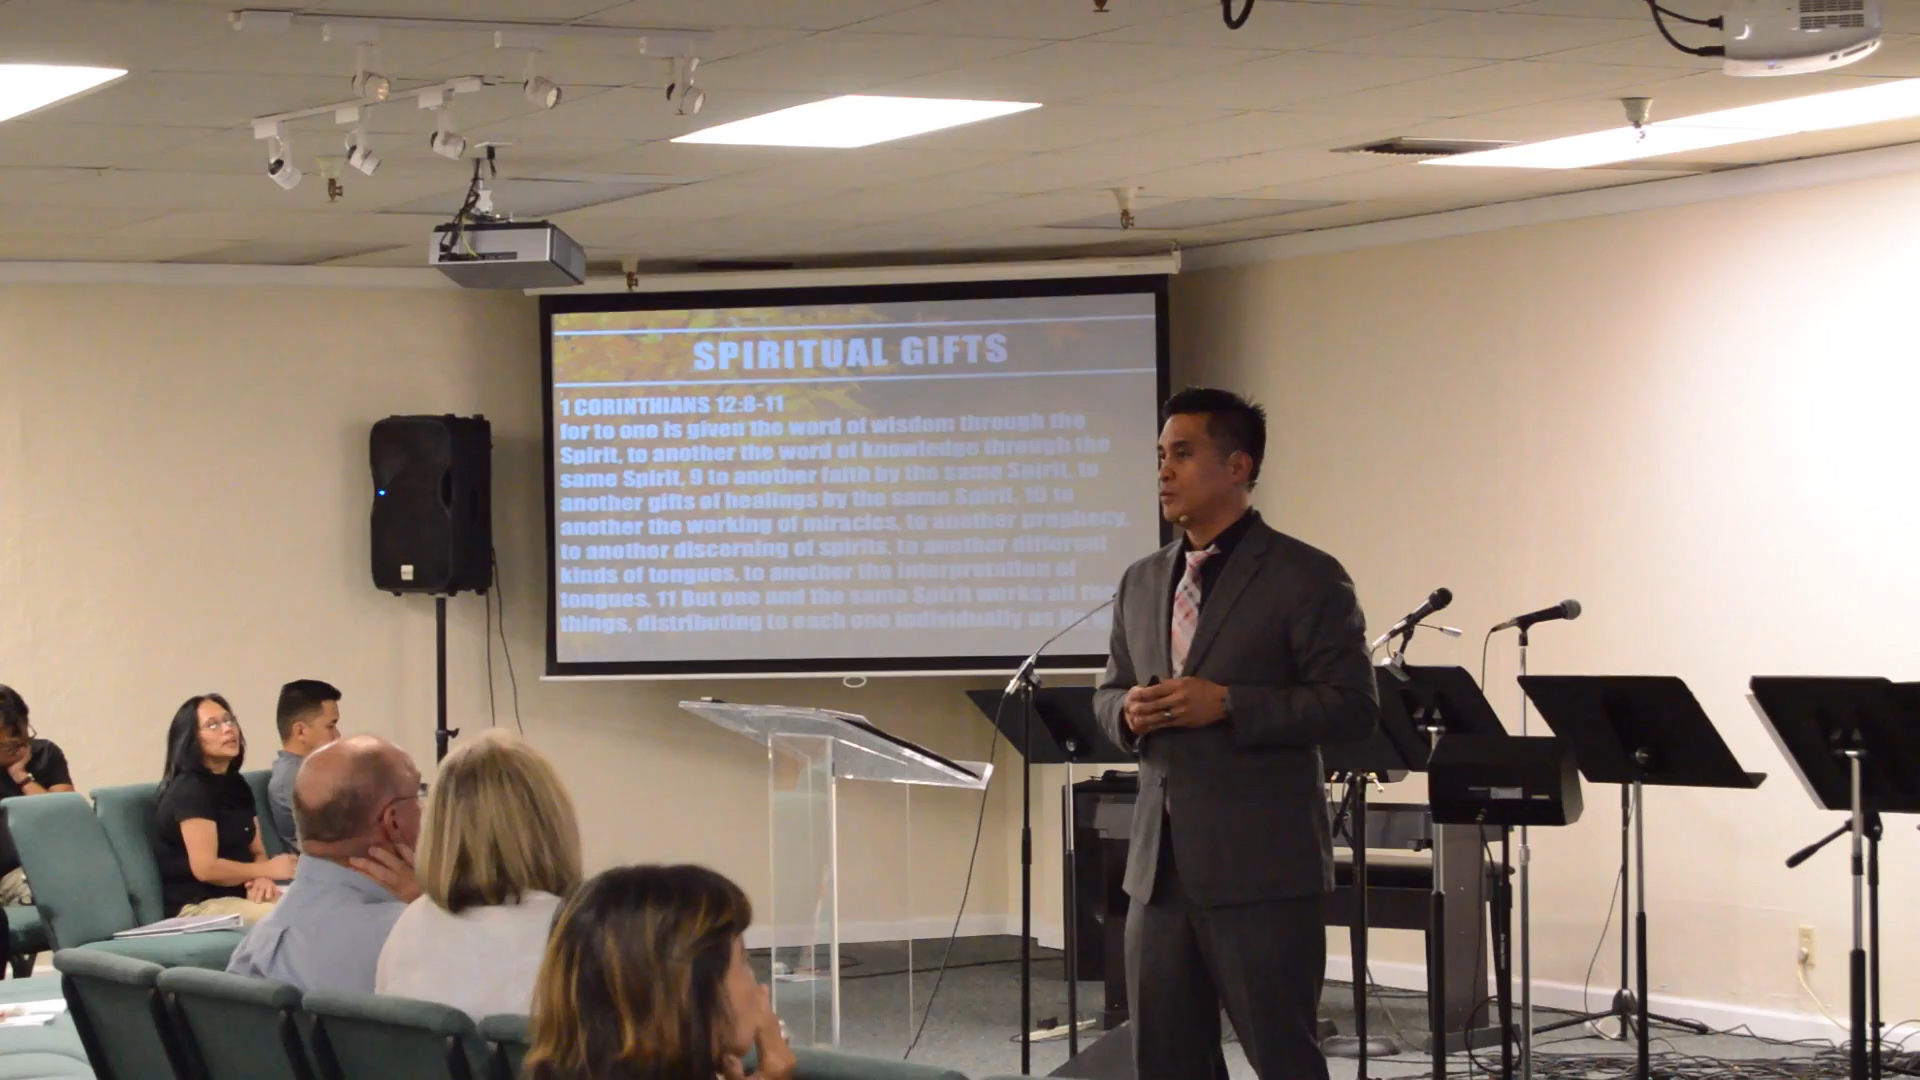 SPIRITUAL GIFTS
1 CORINTHIANS 12:8-11
for to one is given the word of wisdom through the
Spirit, to another the word of knowledge through the
same Spirit, 9 to another faith by the same Spirit, to
another gifts of healings by the same Spirit, 10 to
another the working of miracles, to another prophecy,
to another discerning of spirits, to another different
kinds of tongues, to another the interpretation of
tongues. 11 But one and the same Spirit works all the
things, distributing to each one individually as He